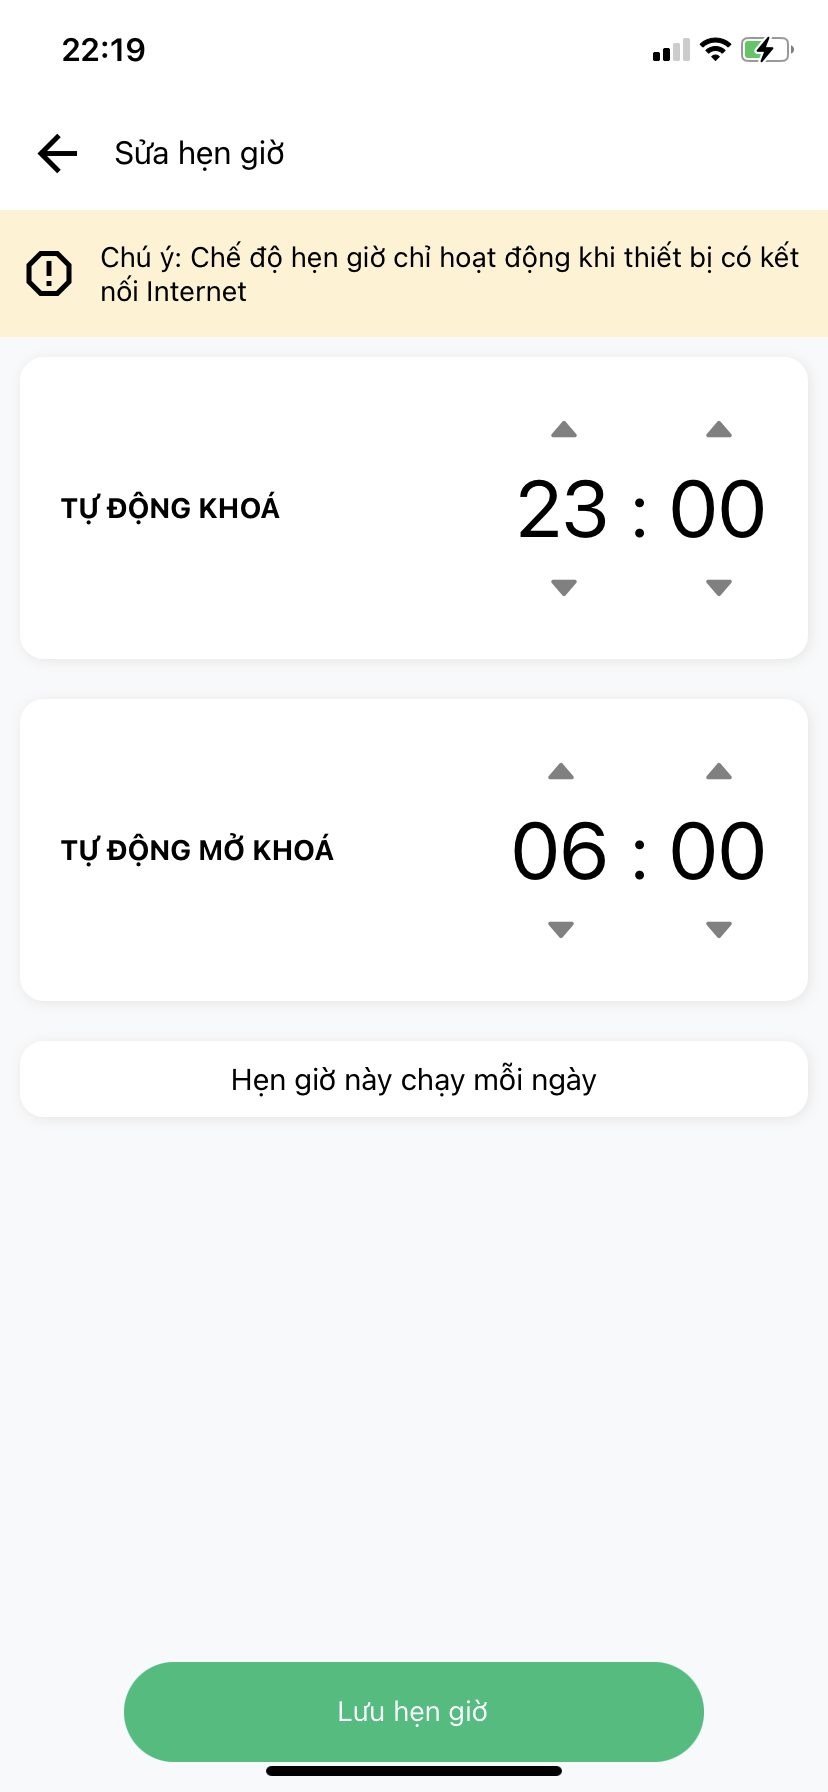 22:19
Sửa hẹn giờ
Chú ý: Chế độ hẹn giờ chỉ hoạt động khi thiết bị có kết
nối Internet
TỰ ĐỘNG KHOÁ
23 : 00
TỰ ĐỘNG MỞ KHOÁ
06 : 00
Hẹn giờ này chạy mỗi ngày
Lưu hẹn giờ